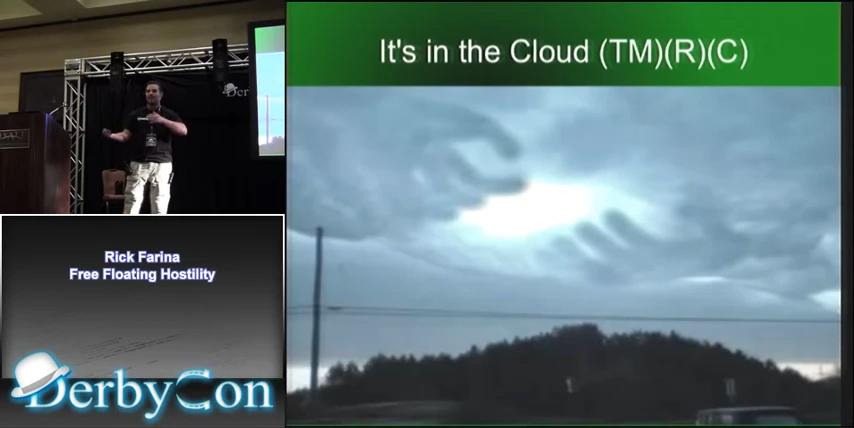 It's in the Cloud (TM)(R)(C)
Rick Farina
Free Floating Hostility
DerbyCon